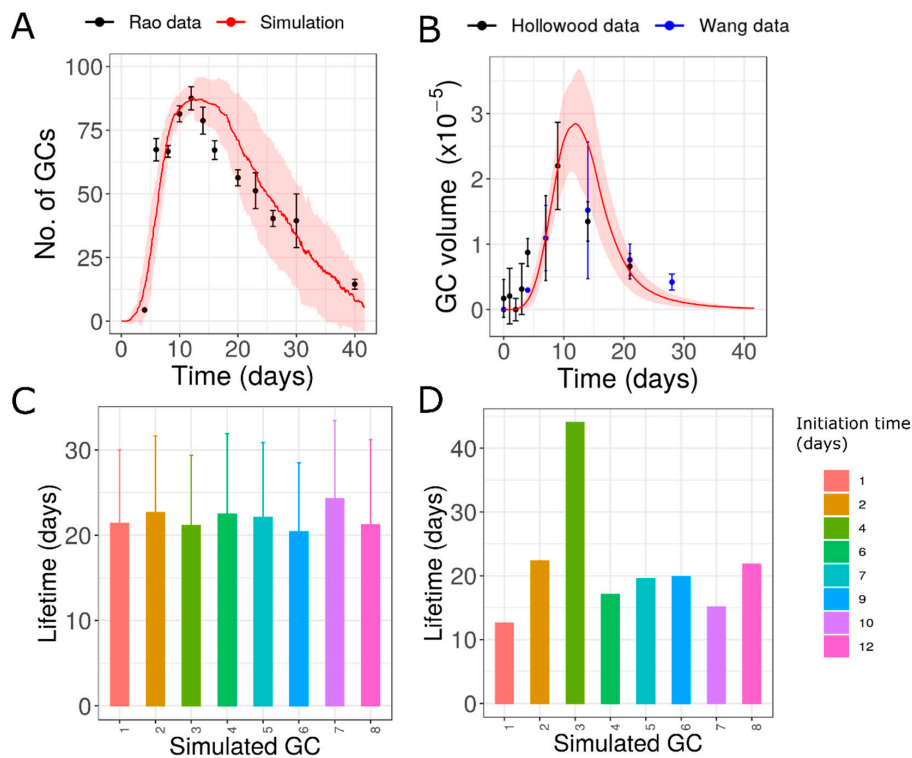 A
Rao data Simulation
No. of GCs
100
75
50
25
0
0 10 20 30 40
Time (days)
B
Hollowood data Wang data
GC volume (x10⁻⁵)
3
2
1
0
0 10 20 30 40
Time (days)
C
Lifetime (days)
30
20
10
0
1 2 3 4 5 6 7 8
Simulated GC
D
Lifetime (days)
40
30
20
10
0
1 2 3 4 5 6 7 8
Simulated GC
Initiation time
(days)
1
2
4
6
7
9
10
12